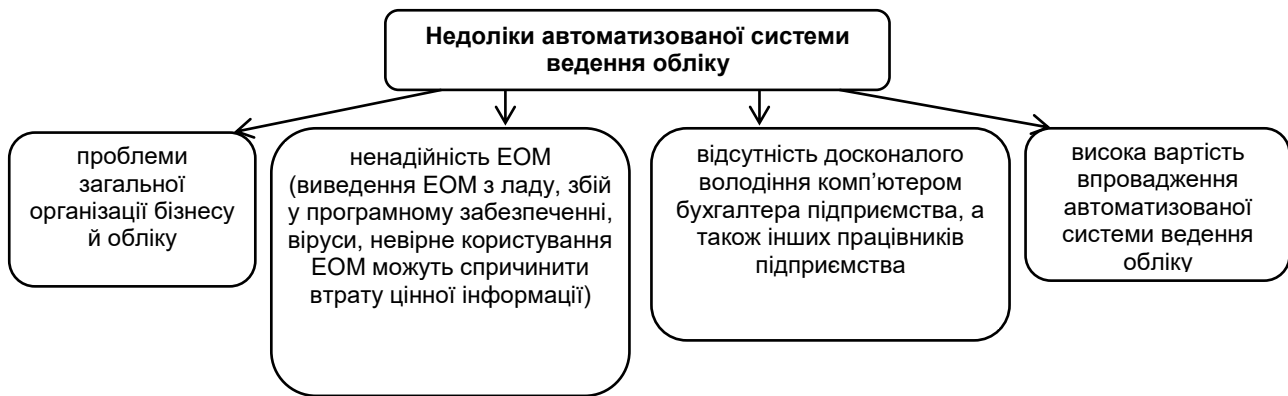 Недоліки автоматизованої системи
ведення обліку
проблеми
загальної
організації бізнесу
й обліку
ненадійність ЕОМ
(виведення ЕОМ з ладу, збій
у програмному забезпеченні,
віруси, невірне користування
ЕОМ можуть спричинити
втрату цінної інформації)
відсутність досконалого
володіння комп’ютером
бухгалтера підприємства, а
також інших працівників
підприємства
висока вартість
впровадження
автоматизованої
системи ведення
обліку